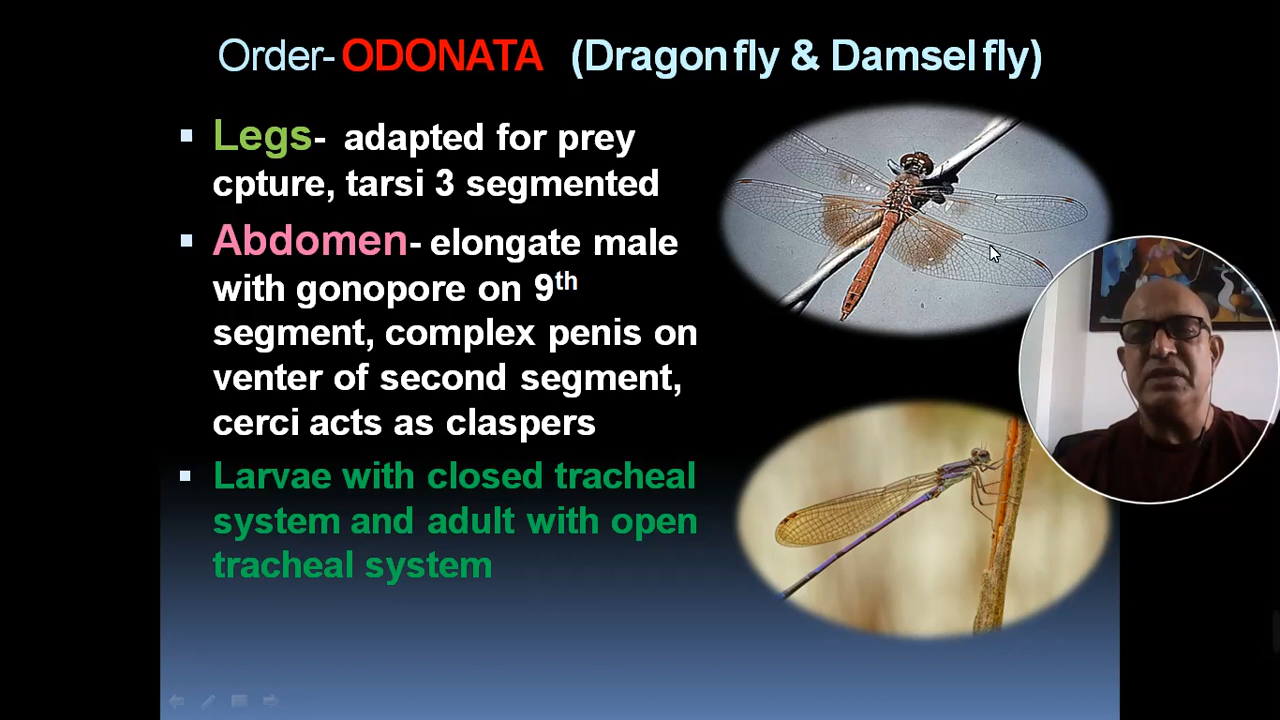 Order- ODONATA (Dragon fly & Damsel fly)
Legs- adapted for prey
cpture, tarsi 3 segmented
Abdomen- elongate male
with gonopore on 9th
segment, complex penis on
venter of second segment,
cerci acts as claspers
Larvae with closed tracheal
system and adult with open
tracheal system